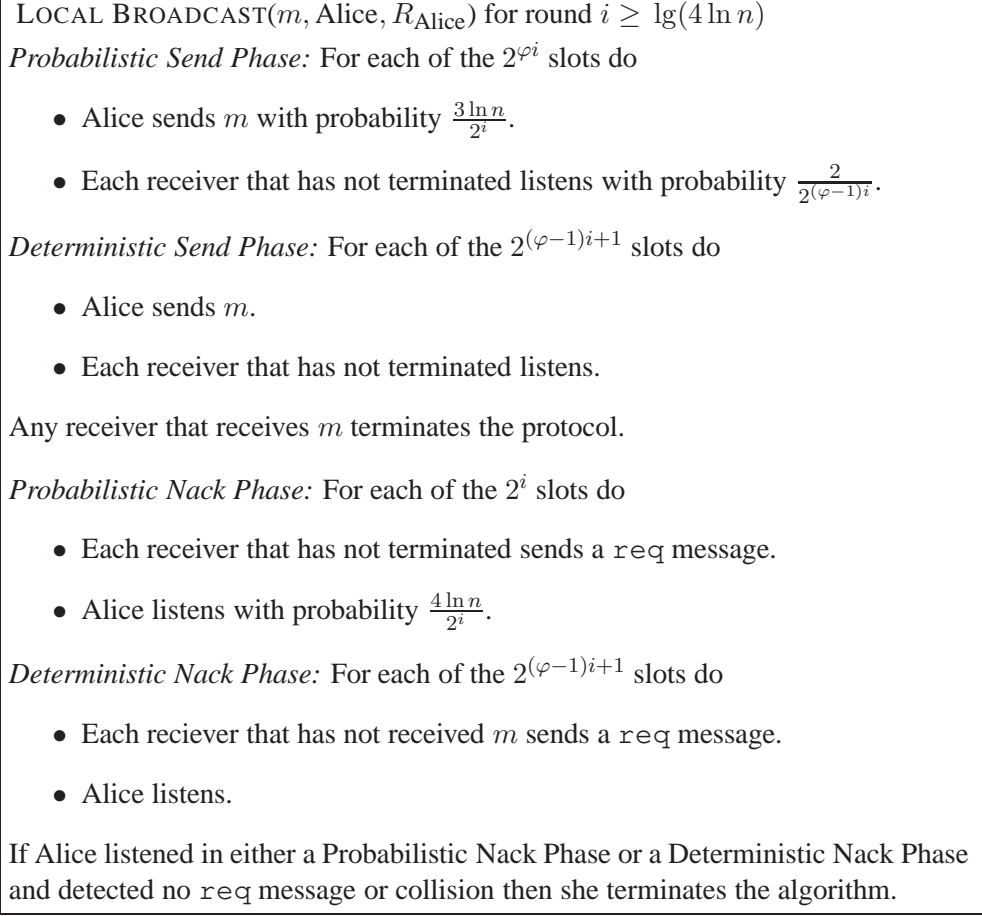 LOCAL BROADCAST(m, Alice, R_Alice) for round i ≥ lg(4 ln n)
Probabilistic Send Phase: For each of the 2^{φi} slots do
• Alice sends m with probability \frac{3 ln n}{2^i}.
• Each receiver that has not terminated listens with probability \frac{2}{2^{(φ−1)i}}.
Deterministic Send Phase: For each of the 2^{(φ−1)i+1} slots do
• Alice sends m.
• Each receiver that has not terminated listens.
Any receiver that receives m terminates the protocol.
Probabilistic Nack Phase: For each of the 2^i slots do
• Each receiver that has not terminated sends a req message.
• Alice listens with probability \frac{4 ln n}{2^i}.
Deterministic Nack Phase: For each of the 2^{(φ−1)i+1} slots do
• Each reciever that has not received m sends a req message.
• Alice listens.
If Alice listened in either a Probabilistic Nack Phase or a Deterministic Nack Phase
and detected no req message or collision then she terminates the algorithm.